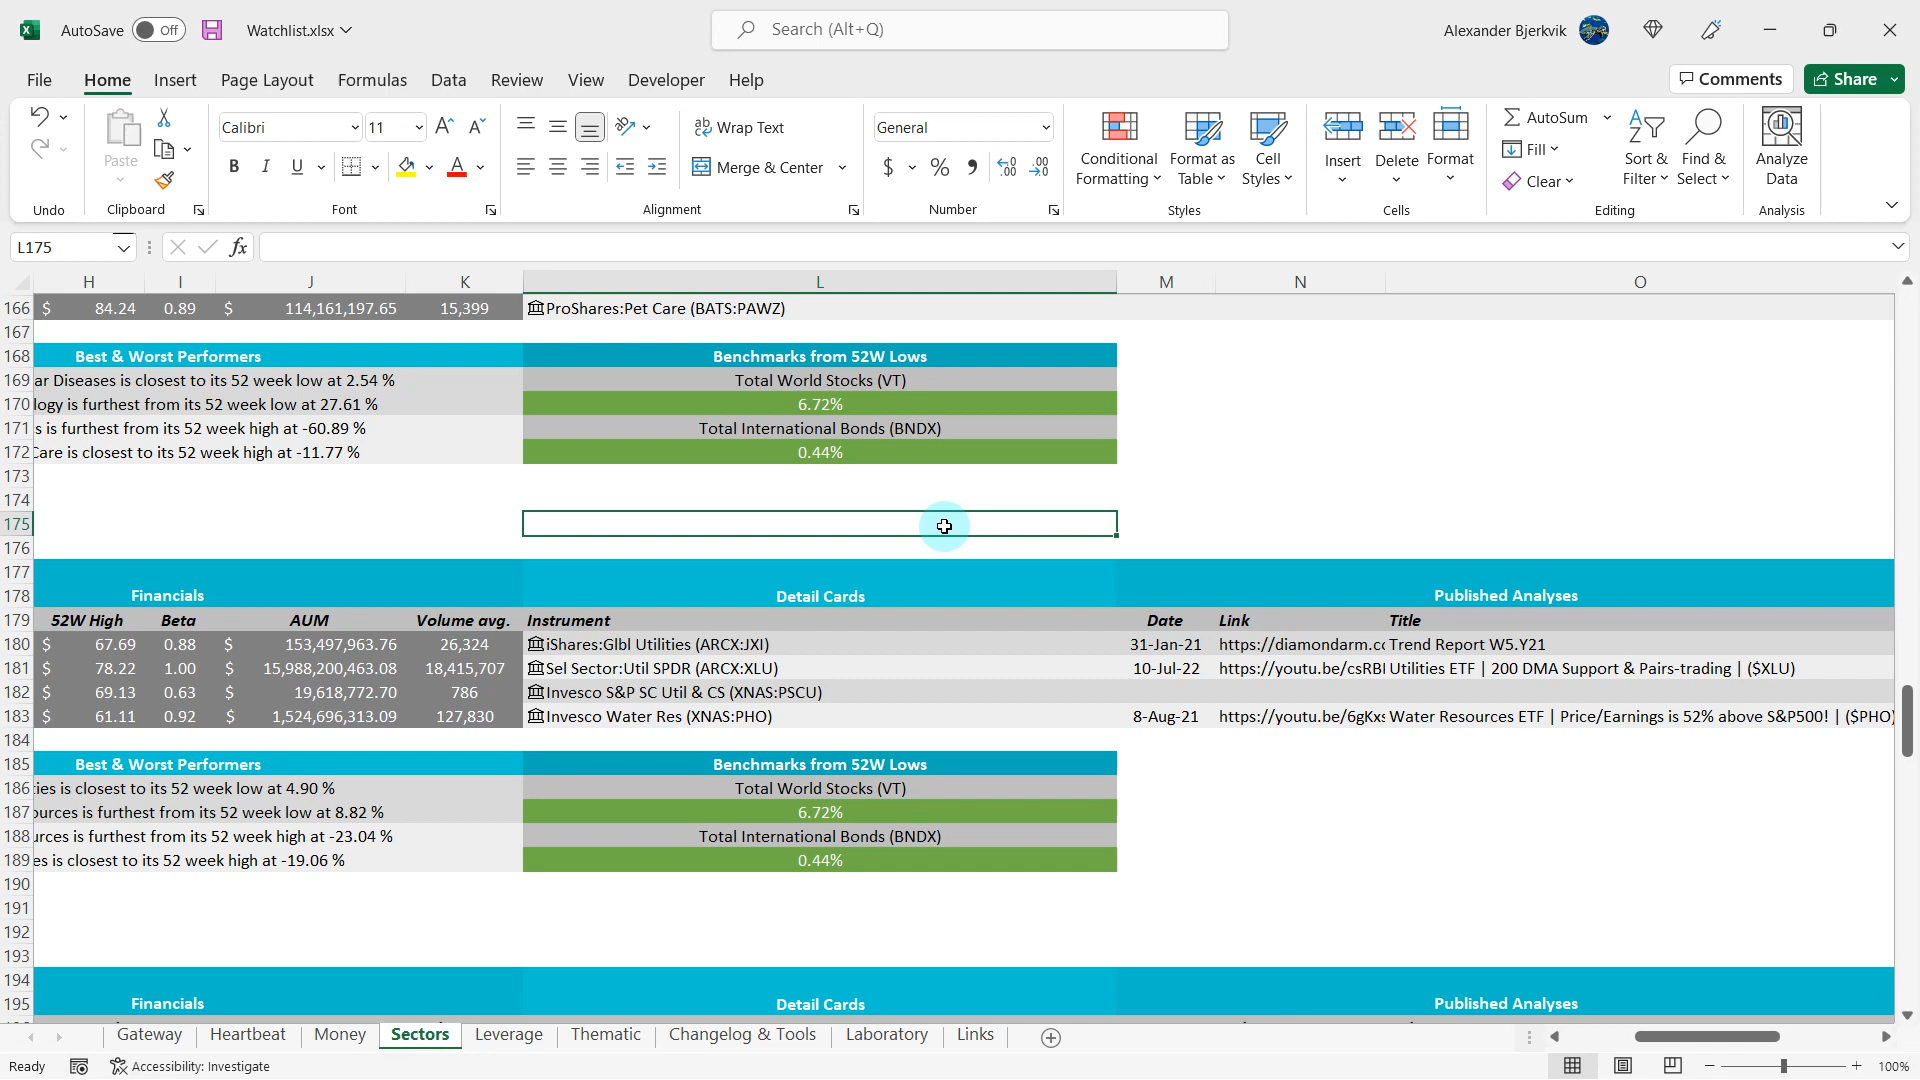 AutoSave Off Watchlist.xlsx Search (Alt+Q) Alexander Bjerkvik
File Home Insert Page Layout Formulas Data Review View Developer Help Comments Share
Paste
Calibri 11
B I U A
ab Wrap Text
Merge & Center
General
$ %
Conditional Formatting
Format as Table
Cell Styles
Insert Delete Format
AutoSum
Fill
Clear
Sort & Filter
Find & Select
Analyze Data
Undo Clipboard Font Alignment Number Styles Cells Editing Analysis
L175 fx
H I J K L M N O
166 $ 84.24 0.89 $ 114,161,197.65 15,399 ProShares:Pet Care (BATS:PAWZ)
167
168 Best & Worst Performers Benchmarks from 52W Lows
169 ar Diseases is closest to its 52 week low at 2.54 % Total World Stocks (VT)
170 logy is furthest from its 52 week low at 27.61 % 6.72%
171 s is furthest from its 52 week high at -60.89 % Total International Bonds (BNDX)
172 Care is closest to its 52 week high at -11.77 % 0.44%
173
174
175
176
177
178 Financials Detail Cards Published Analyses
179 52W High Beta AUM Volume avg. Instrument Date Link Title
180 $ 67.69 0.88 $ 153,497,963.76 26,324 iShares:Glbl Utilities (ARCX:JXI) 31-Jan-21 https://diamondarm.cc Trend Report W5.Y21
181 $ 78.22 1.00 $ 15,988,200,463.08 18,415,707 Sel Sector:Util SPDR (ARCX:XLU) 10-Jul-22 https://youtu.be/csRBI Utilities ETF | 200 DMA Support & Pairs-trading | ($XLU)
182 $ 69.13 0.63 $ 19,618,772.70 786 Invesco S&P SC Util & CS (XNAS:PSCU)
183 $ 61.11 0.92 $ 1,524,696,313.09 127,830 Invesco Water Res (XNAS:PHO) 8-Aug-21 https://youtu.be/6gKxs Water Resources ETF | Price/Earnings is 52% above S&P500! | ($PHO)
184
185 Best & Worst Performers Benchmarks from 52W Lows
186 ties is closest to its 52 week low at 4.90 % Total World Stocks (VT)
187 ources is furthest from its 52 week low at 8.82 % 6.72%
188 urces is furthest from its 52 week high at -23.04 % Total International Bonds (BNDX)
189 es is closest to its 52 week high at -19.06 % 0.44%
190
191
192
193
194
195 Financials Detail Cards Published Analyses
Gateway Heartbeat Money Sectors Leverage Thematic Changelog & Tools Laboratory Links
Ready Accessibility: Investigate 100%